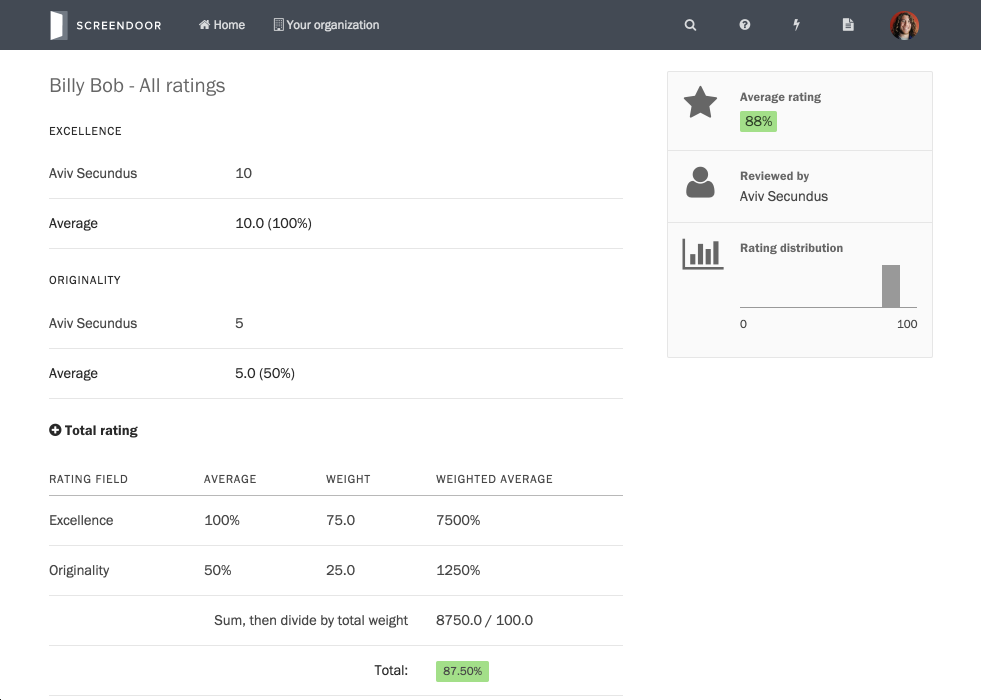 SCREENDOOR Home Your organization
Billy Bob - All ratings
EXCELLENCE
Aviv Secundus 10
Average 10.0 (100%)
ORIGINALITY
Aviv Secundus 5
Average 5.0 (50%)
Total rating
RATING FIELD AVERAGE WEIGHT WEIGHTED AVERAGE
Excellence 100% 75.0 7500%
Originality 50% 25.0 1250%
Sum, then divide by total weight 8750.0 / 100.0
Total: 87.50%
Average rating
88%
Reviewed by
Aviv Secundus
Rating distribution
0 100